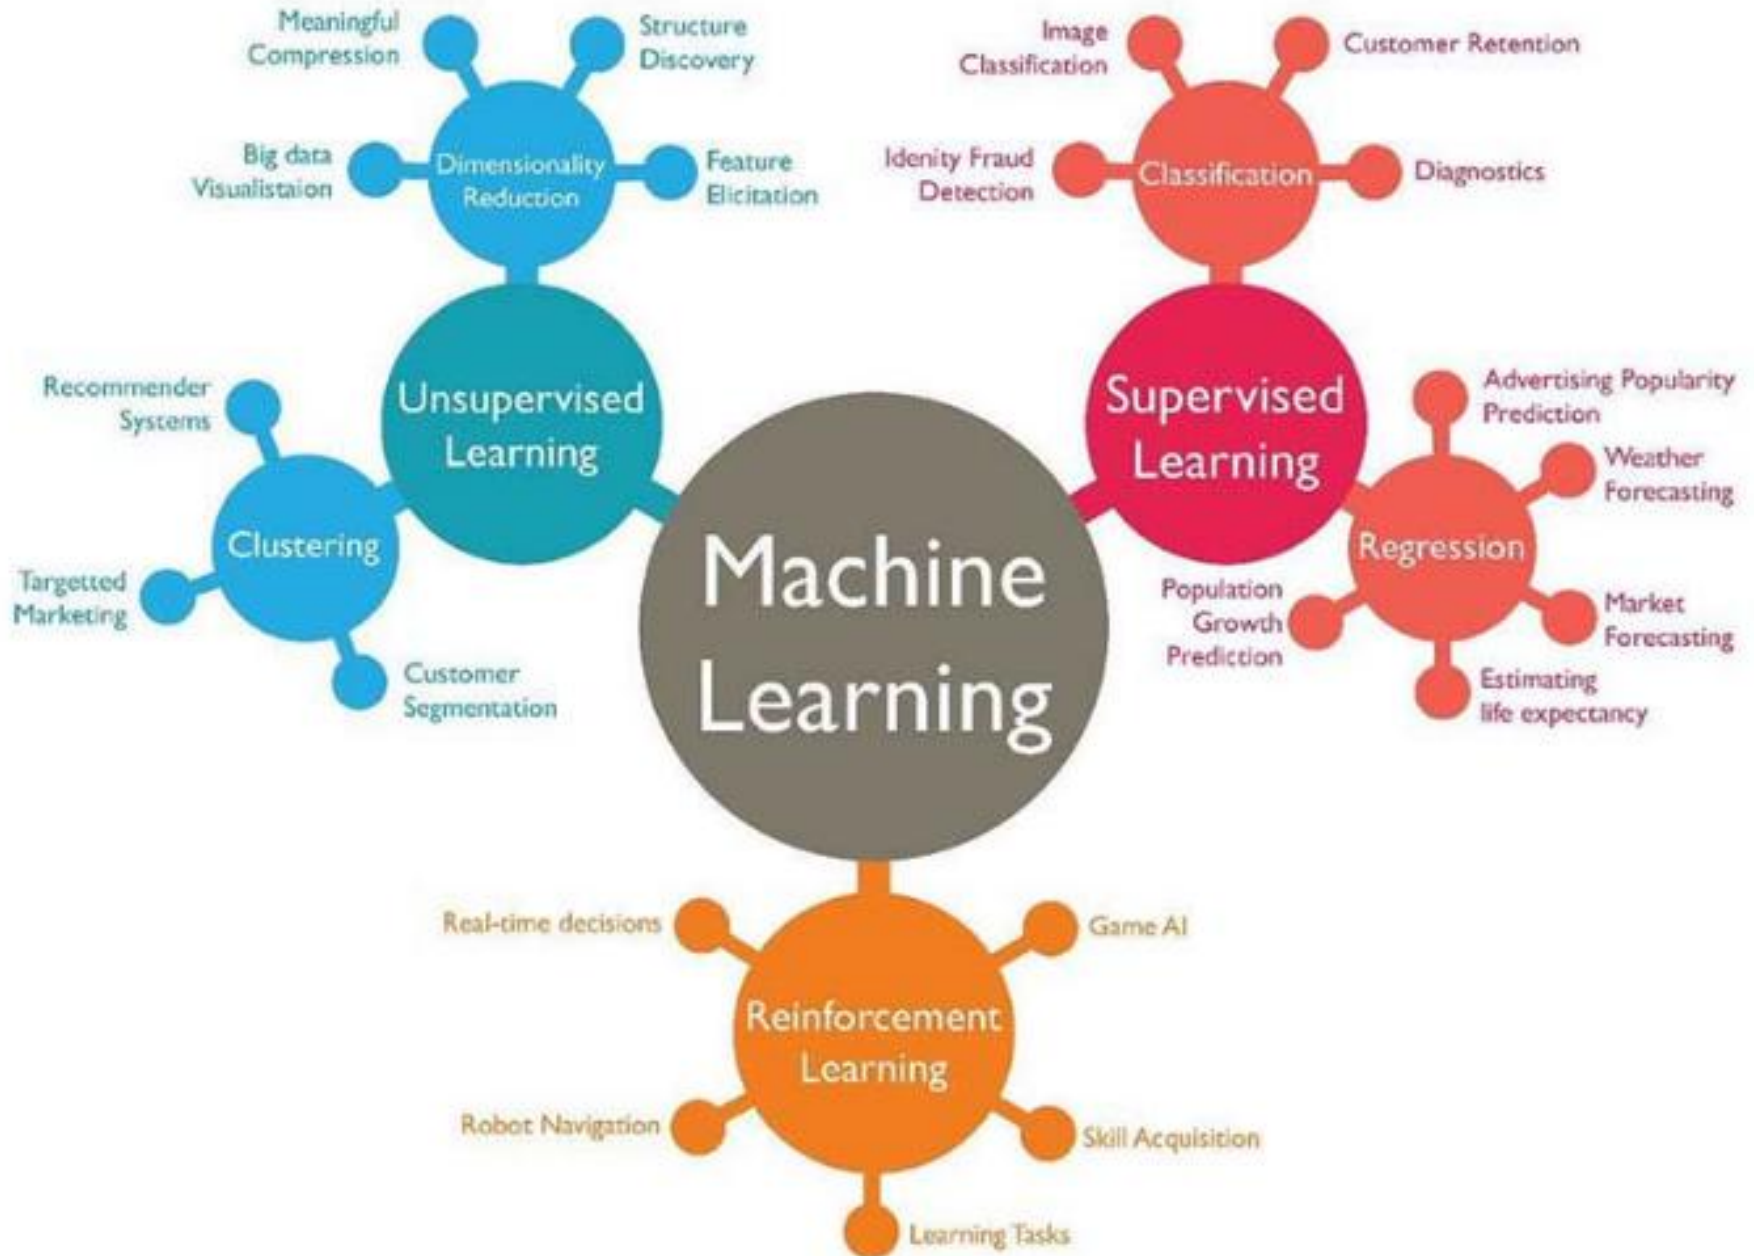 Meaningful
Compression
Structure
Discovery
Big data
Visualistaion
Dimensionality
Reduction
Feature
Elicitation
Image
Classification
Customer Retention
Idenity Fraud
Detection
Classification
Diagnostics
Recommender
Systems
Unsupervised
Learning
Clustering
Targetted
Marketing
Customer
Segmentation
Supervised
Learning
Advertising Popularity
Prediction
Weather
Forecasting
Regression
Population
Growth
Prediction
Market
Forecasting
Estimating
life expectancy
Machine
Learning
Real-time decisions
Game AI
Reinforcement
Learning
Robot Navigation
Skill Acquisition
Learning Tasks